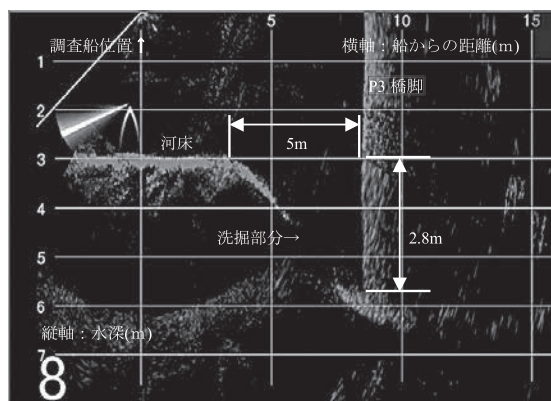 5
10
15
調査船位置↑
横軸：船からの距離(m)
1
P3 橋脚
2
河床
5m
3
4
洗掘部分→
2.8m
5
6
縦軸：水深(m)
7
8